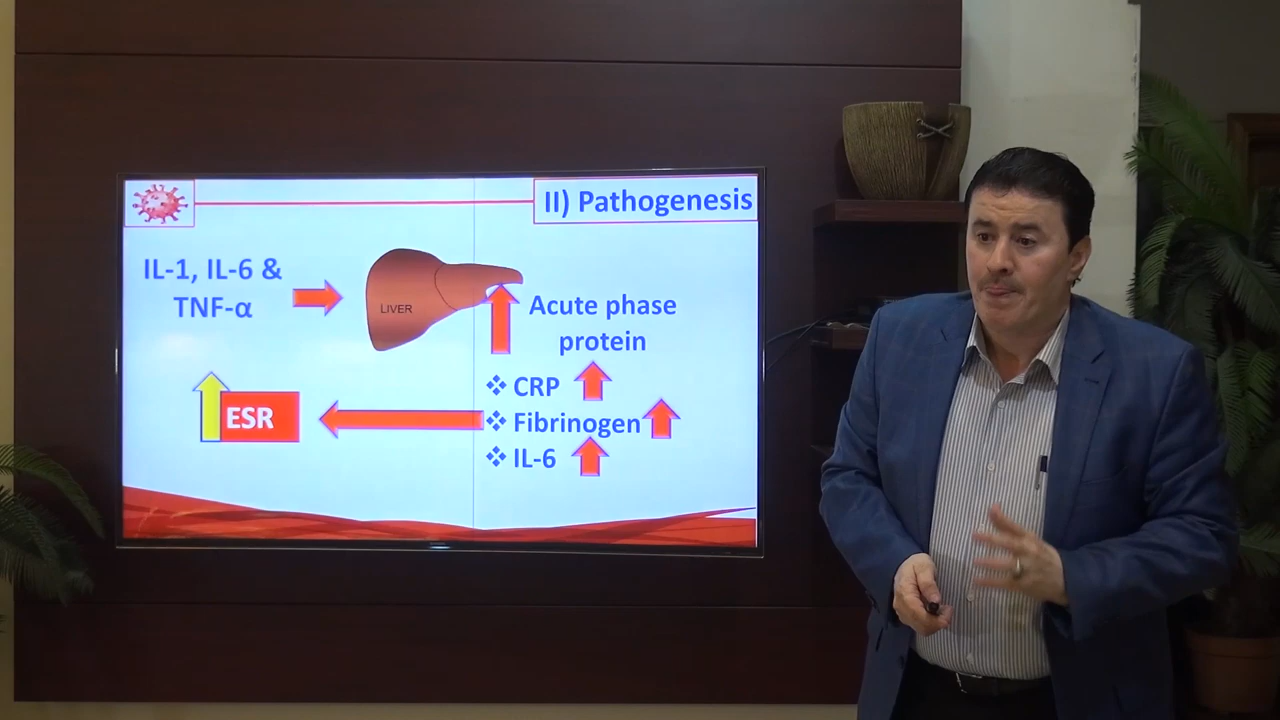 II) Pathogenesis
IL-1, IL-6 &
TNF-α
LIVER
Acute phase
protein
❖ CRP
❖ Fibrinogen
❖ IL-6
ESR